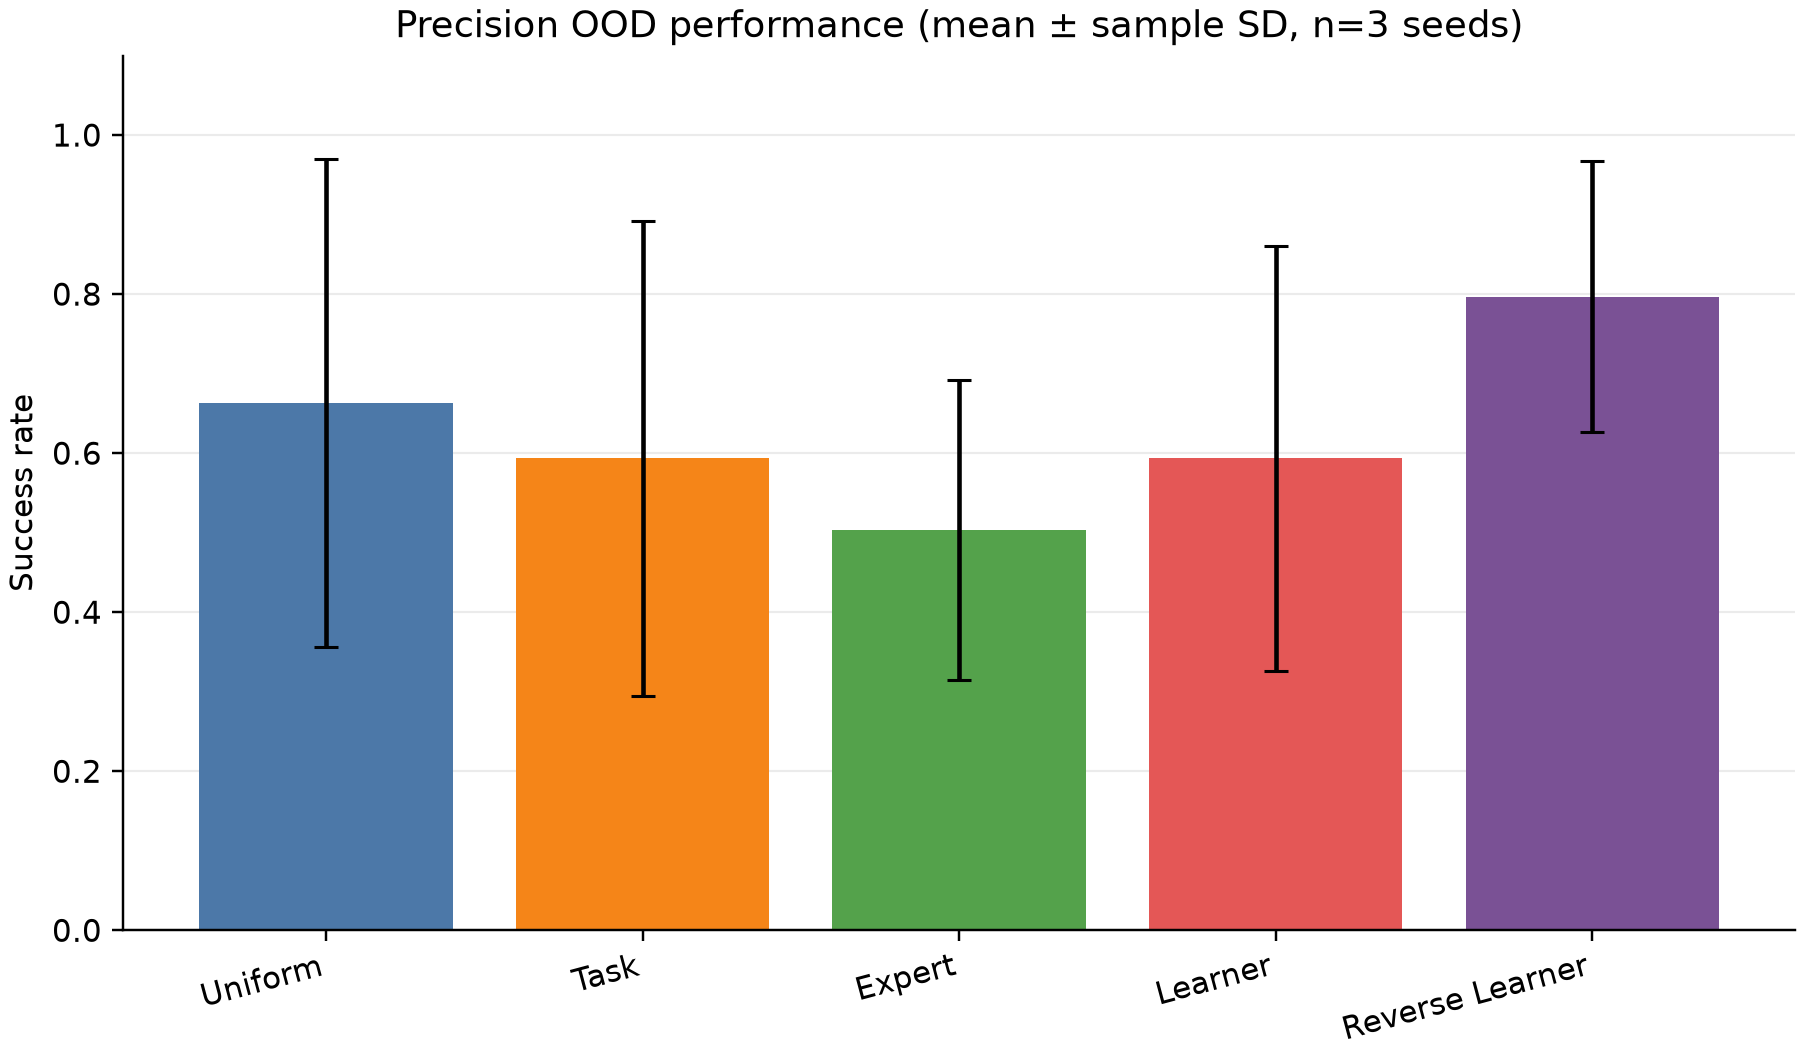 Precision OOD performance (mean ± sample SD, n=3 seeds)
Success rate
1.0
0.8
0.6
0.4
0.2
0.0
Uniform
Task
Expert
Learner
Reverse Learner